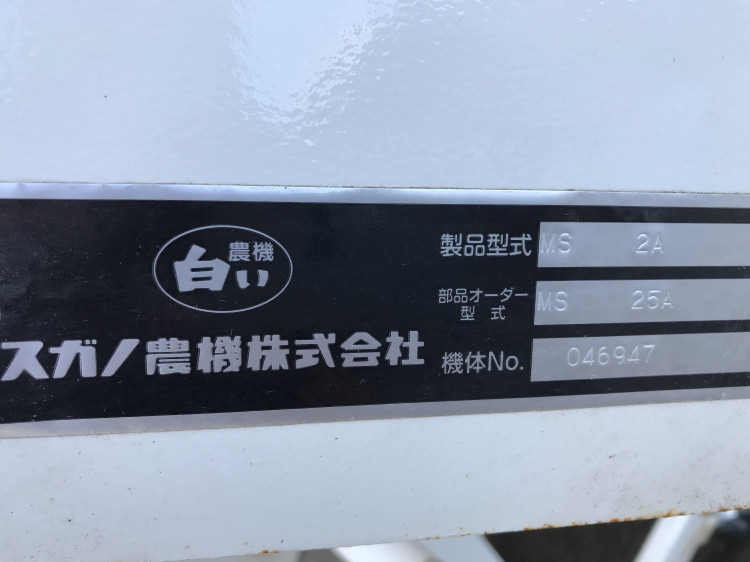 白い農機
スガノ農機株式会社
製品型式 MS 2A
部品オーダー型式 MS 25A
機体No. 046947